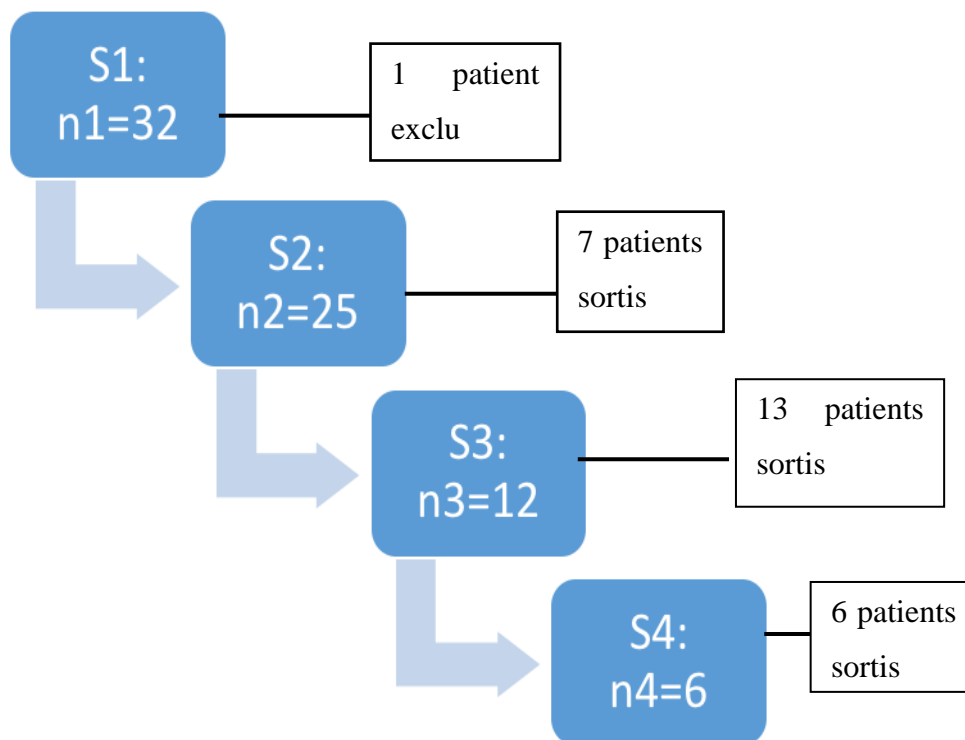 S1:
n1=32
1 patient
exclu
S2:
n2=25
7 patients
sortis
S3:
n3=12
13 patients
sortis
S4:
n4=6
6 patients
sortis